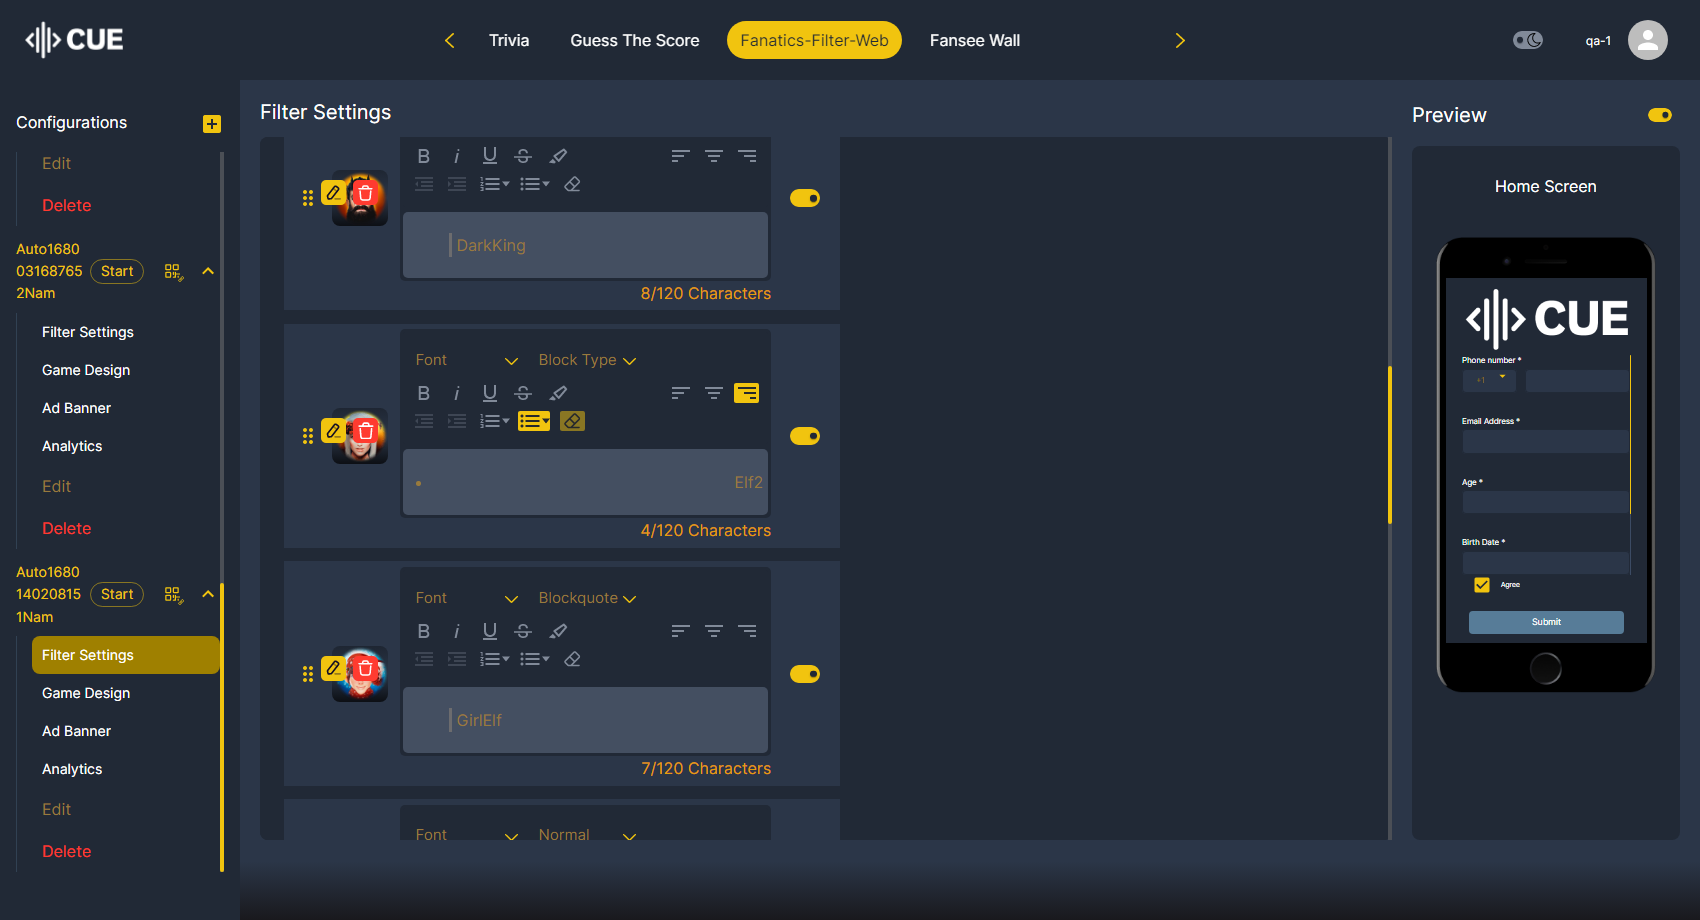 CUE
Trivia
Guess The Score
Fanatics-Filter-Web
Fansee Wall
qa-1
Configurations
Edit
Delete
Auto1680
03168765
2Nam
Start
Filter Settings
Game Design
Ad Banner
Analytics
Edit
Delete
Auto1680
14020815
1Nam
Start
Filter Settings
Game Design
Ad Banner
Analytics
Edit
Delete
Filter Settings
DarkKing
8/120 Characters
Font
Block Type
Elf2
4/120 Characters
Font
Blockquote
GirlElf
7/120 Characters
Font
Normal
Preview
Home Screen
CUE
Phone number *
+1
Email Address *
Age *
Birth Date *
Agree
Submit